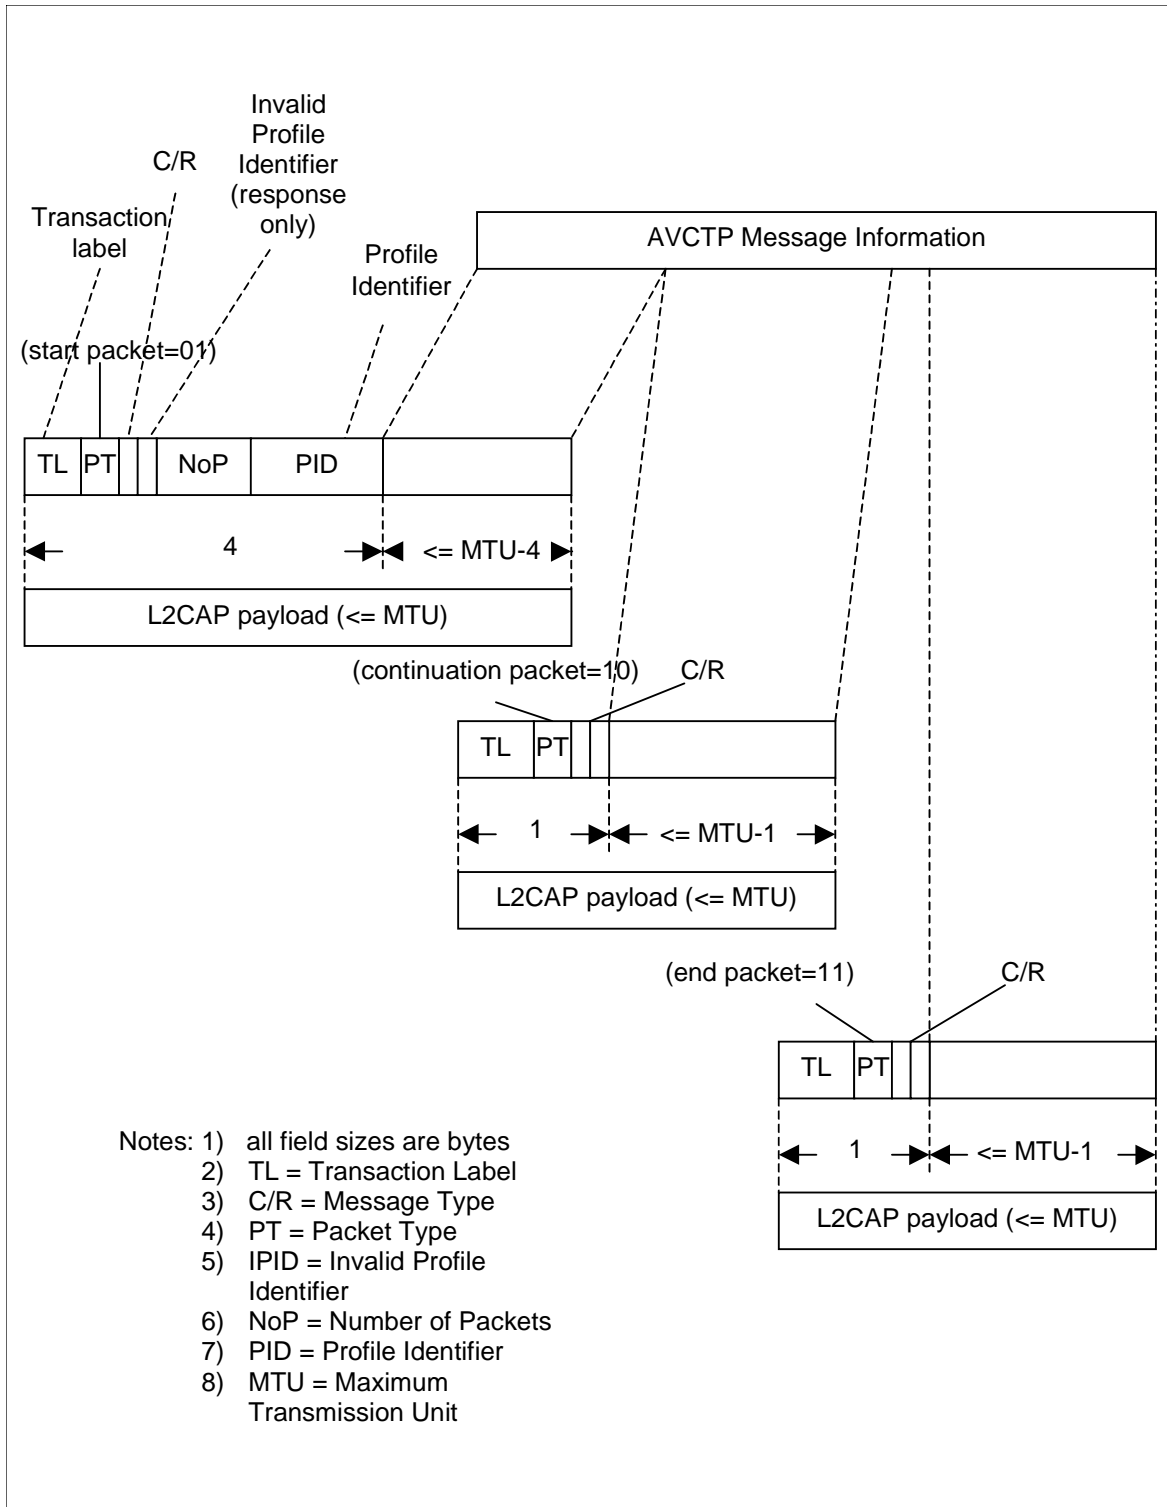 Invalid
Profile
Identifier
(response
only)
C/R
Transaction
label
Profile
Identifier
AVCTP Message Information
(start packet=01)
TL PT NoP PID
4 <= MTU-4
L2CAP payload (<= MTU)
(continuation packet=10) C/R
TL PT
1 <= MTU-1
L2CAP payload (<= MTU)
(end packet=11) C/R
TL PT
1 <= MTU-1
L2CAP payload (<= MTU)
Notes: 1) all field sizes are bytes
2) TL = Transaction Label
3) C/R = Message Type
4) PT = Packet Type
5) IPID = Invalid Profile
Identifier
6) NoP = Number of Packets
7) PID = Profile Identifier
8) MTU = Maximum
Transmission Unit